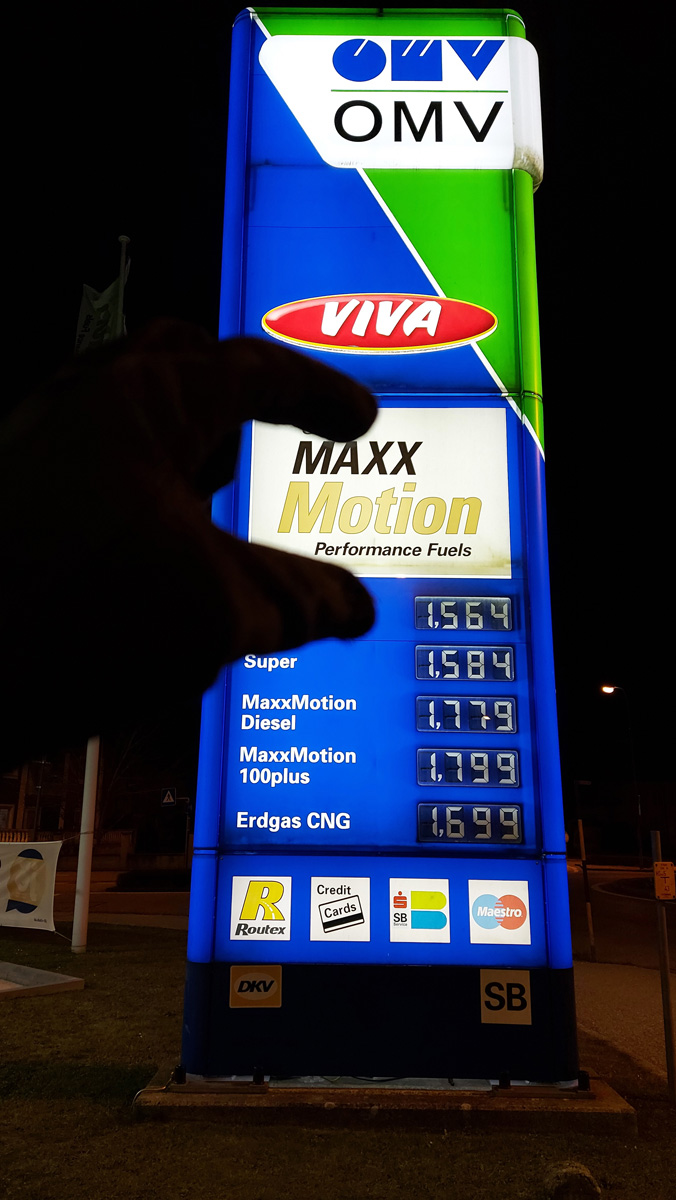 OMV
OMV
VIVA
MAXX
Motion
Performance Fuels
1,564
Super 1,584
MaxxMotion
Diesel 1,779
MaxxMotion
100plus 1,799
Erdgas CNG 1,699
R
Routex
Credit
Cards
SB
Service
Maestro
DKV
SB